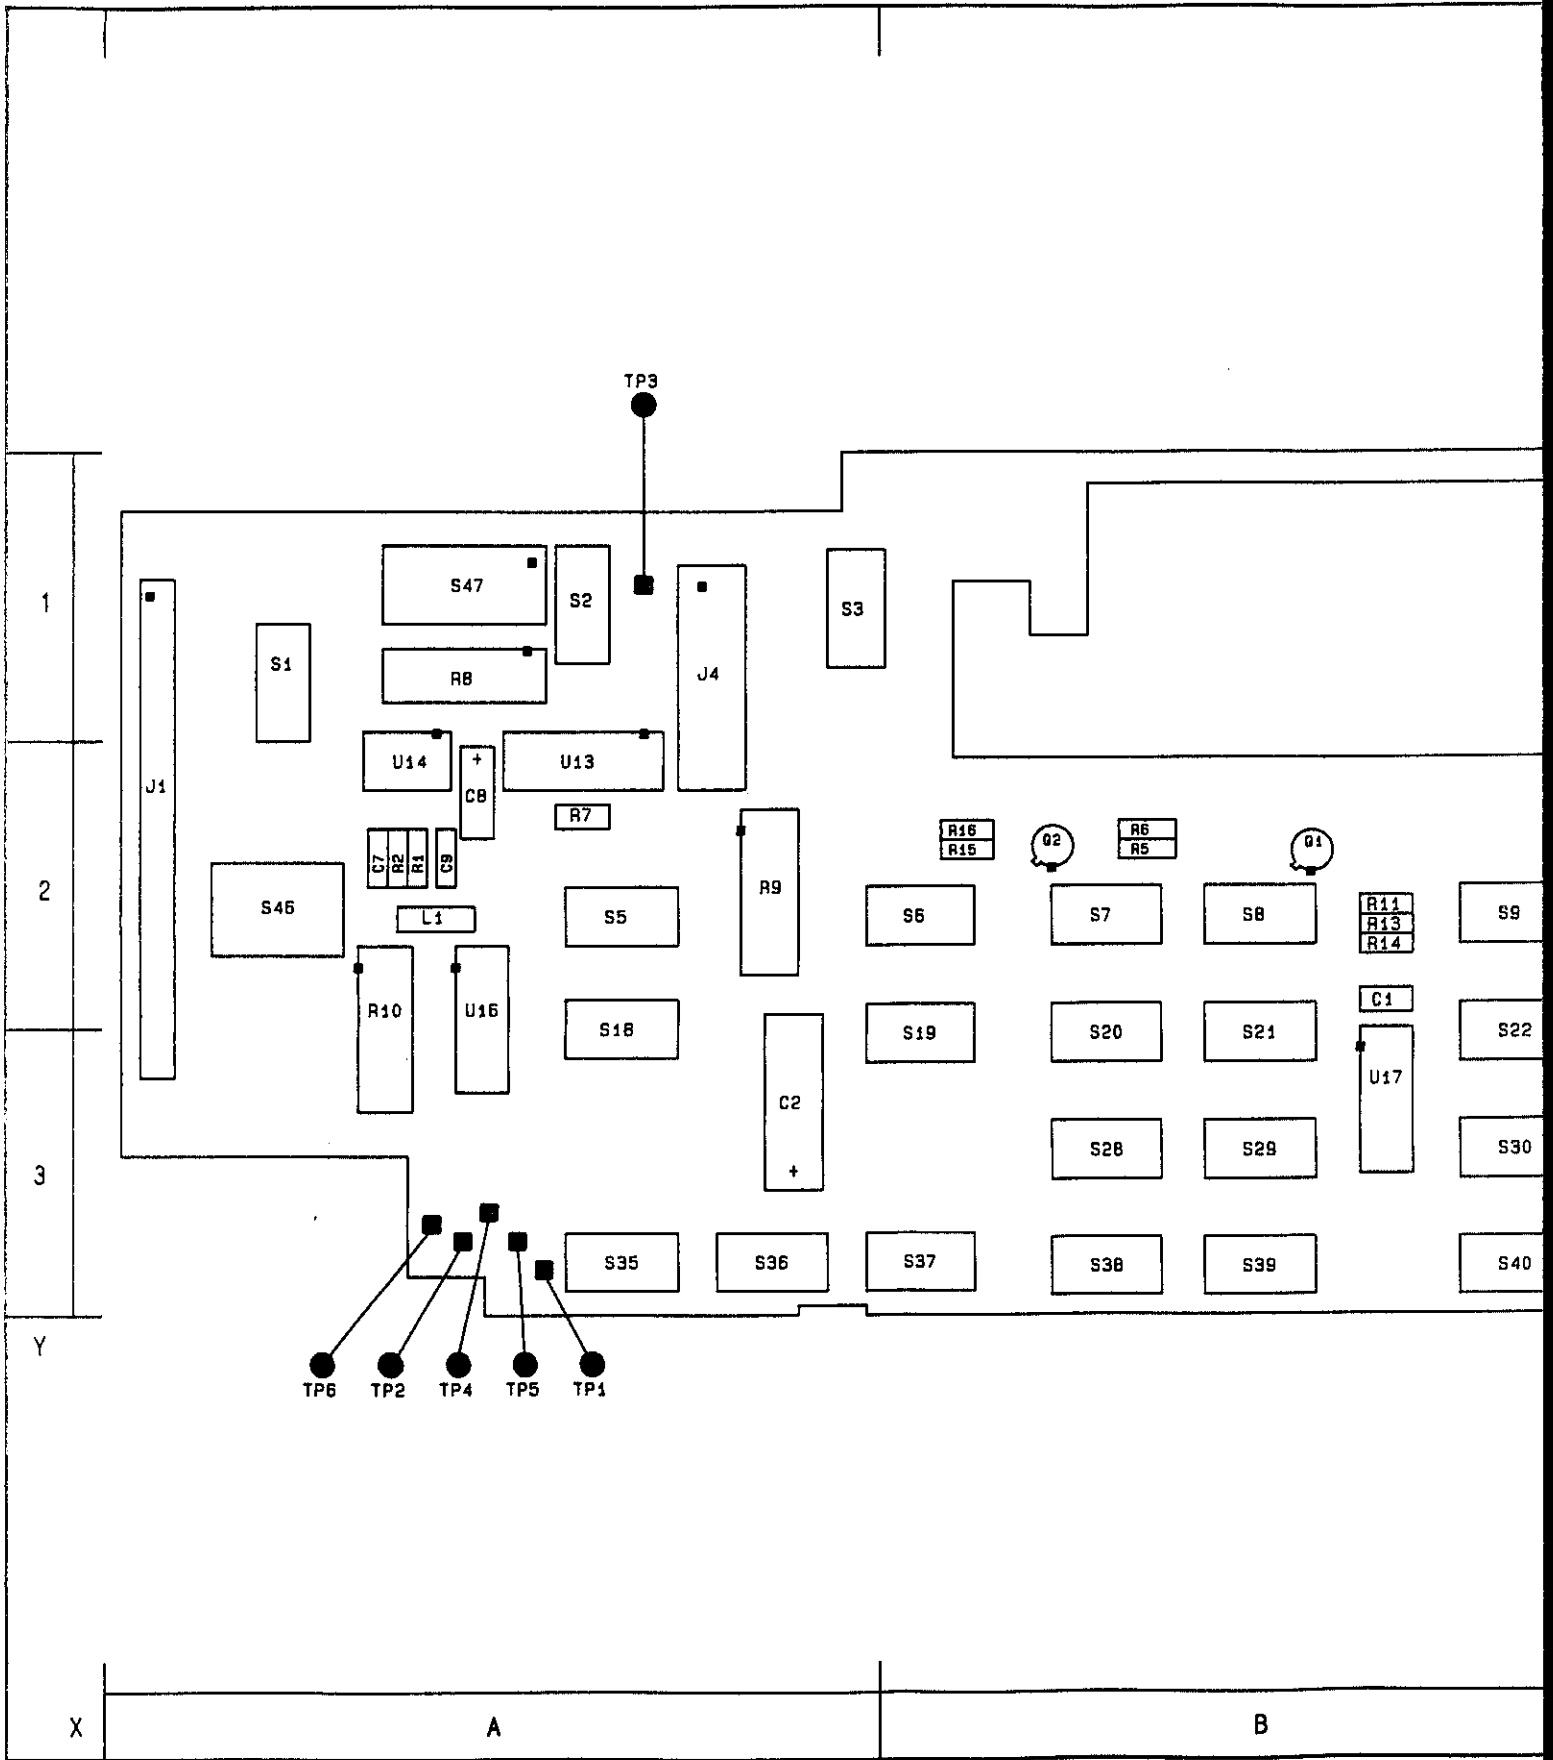 TP3
S47
S2
S3
1
S1
R8
J4
U14
+
U13
J1
C8
R7
R16
R15
Q2
R6
R5
Q1
C7
R2
R1
C9
R9
2
S46
L1
S5
S6
S7
S8
R11
R13
R14
S9
C1
R10
U16
S18
S19
S20
S21
S22
U17
C2
S28
S29
S30
3
+
S35
S36
S37
S38
S39
S40
Y
TP6
TP2
TP4
TP5
TP1
X
A
B